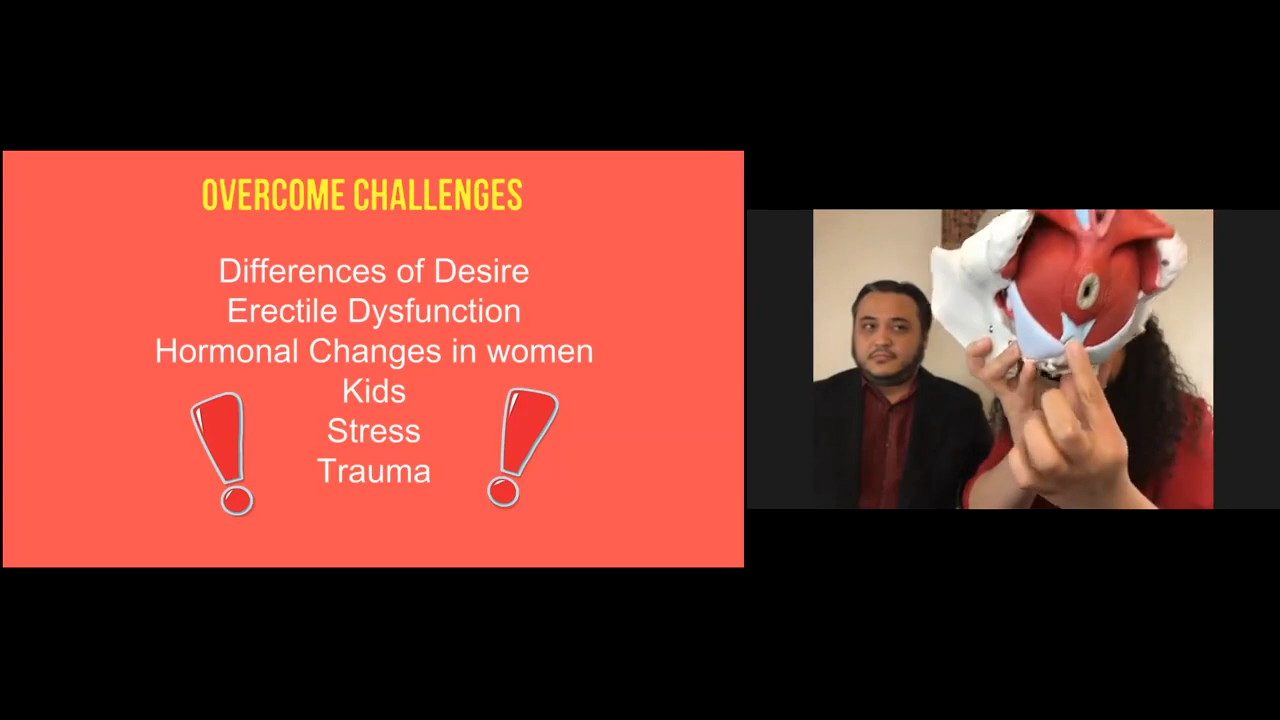 OVERCOME CHALLENGES
Differences of Desire
Erectile Dysfunction
Hormonal Changes in women
Kids
Stress
Trauma